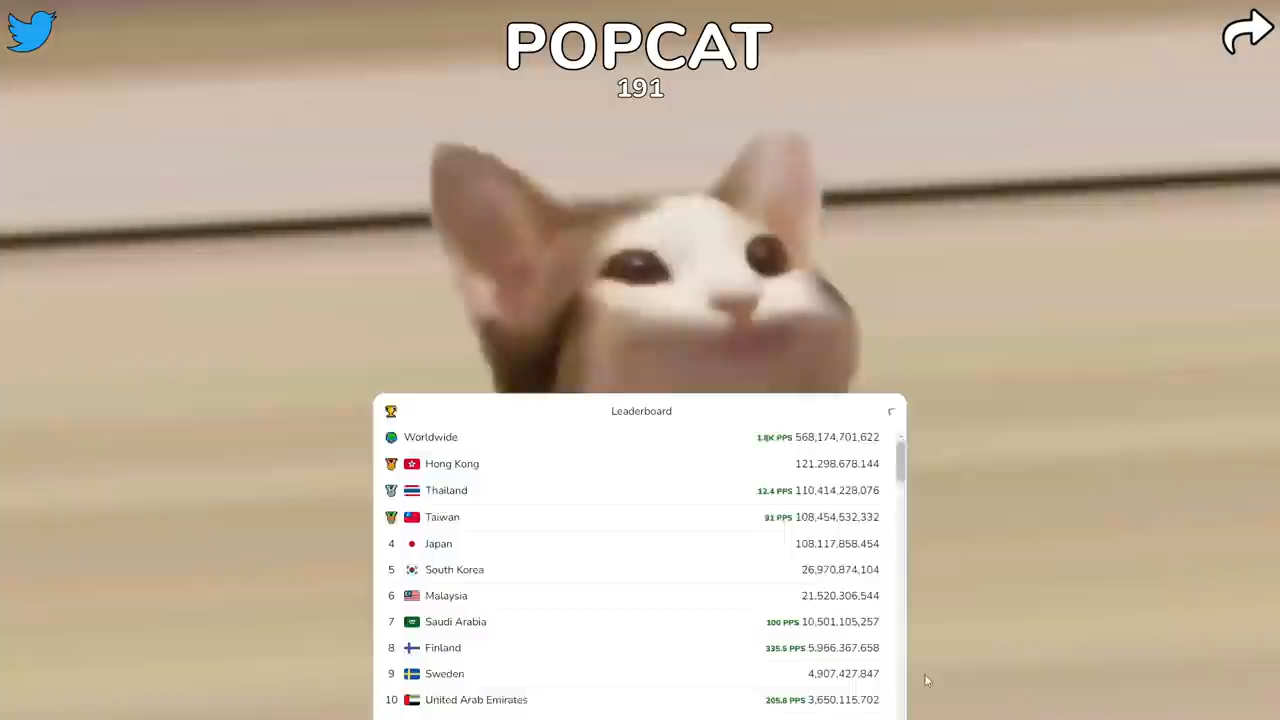 POPCAT
191
Leaderboard
Worldwide 1.8K PPS 568,174,701,622
Hong Kong 121,298,678,144
Thailand 12.4 PPS 110,414,228,076
Taiwan 91 PPS 108,454,532,332
4 Japan 108,117,858,454
5 South Korea 26,970,874,104
6 Malaysia 21,520,306,544
7 Saudi Arabia 100 PPS 10,501,105,257
8 Finland 335.5 PPS 5,966,367,658
9 Sweden 4,907,427,847
10 United Arab Emirates 205.8 PPS 3,650,115,702